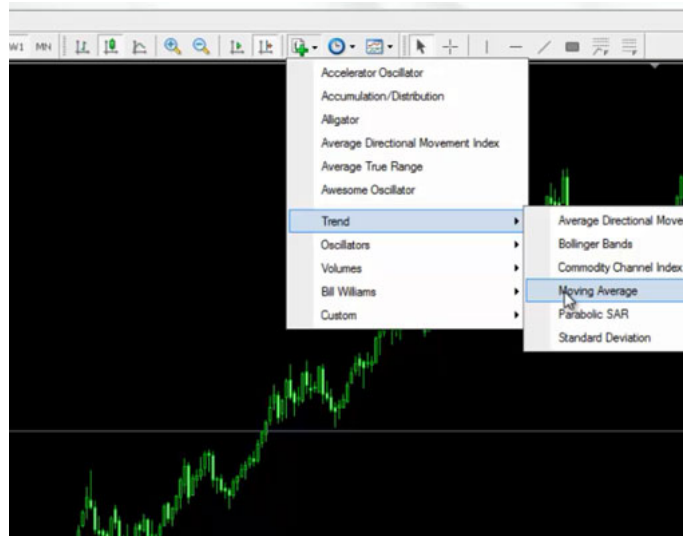 W1 MN
Accelerator Oscillator
Accumulation/Distribution
Alligator
Average Directional Movement Index
Average True Range
Awesome Oscillator
Trend
Oscillators
Volumes
Bill Williams
Custom
Average Directional Move
Bollinger Bands
Commodity Channel Index
Moving Average
Parabolic SAR
Standard Deviation